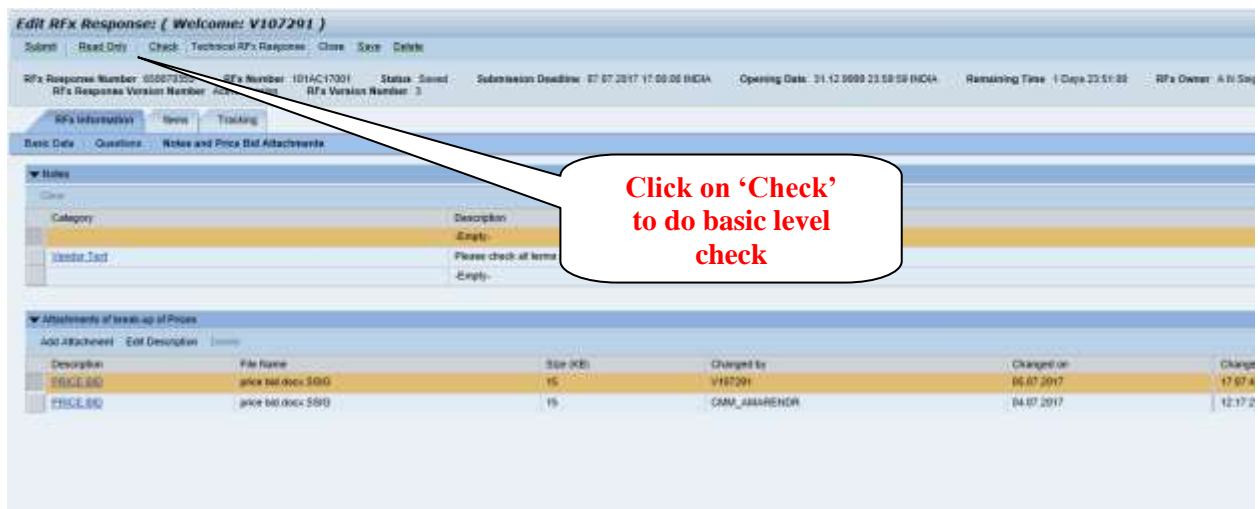 Edit RFx Response: ( Welcome: V107291 )
Submit Read Only Check Technical RFx Response Close Save Delete
RFx Response Number RFx Number 101AC17001 Status Saved Submission Deadline 07.07.2017 17:00:00 INDIA Opening Date 31.12.9999 23:59:59 INDIA Remaining Time 1 Days 23:51:
RFx Owner A N
RFx Response Version Number RFx Version Number 3
RFx Information Items Tracking
Basic Data Questions Notes and Price Bid Attachments
Notes
Clear
Category Description
-Empty-
Vendor Text Please check all terms
-Empty-
Click on ‘Check’
to do basic level
check
Attachments of break-up of Prices
Add Attachment Edit Description Delete
Description File Name Size (KB) Changed by Changed on Change
PRICE BID price bid.docx.SSIG 15 V107291 05.07.2017
PRICE BID price bid.docx.SSIG 15 CMM_AMARENDR 04.07.2017 12:17:2